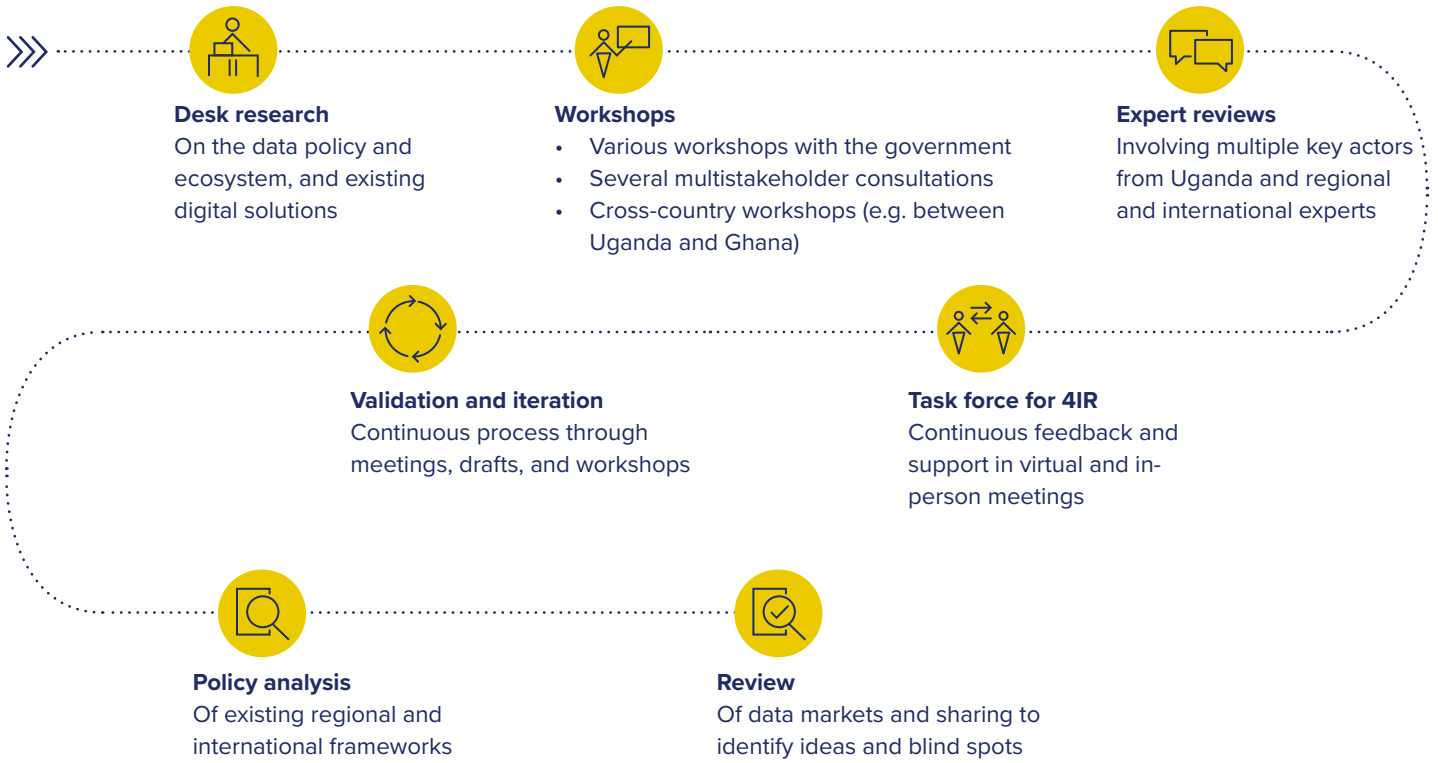 Desk research
On the data policy and
ecosystem, and existing
digital solutions
Workshops
• Various workshops with the government
• Several multistakeholder consultations
• Cross-country workshops (e.g. between
Uganda and Ghana)
Expert reviews
Involving multiple key actors
from Uganda and regional
and international experts
Task force for 4IR
Continuous feedback and
support in virtual and in-
person meetings
Validation and iteration
Continuous process through
meetings, drafts, and workshops
Policy analysis
Of existing regional and
international frameworks
Review
Of data markets and sharing to
identify ideas and blind spots